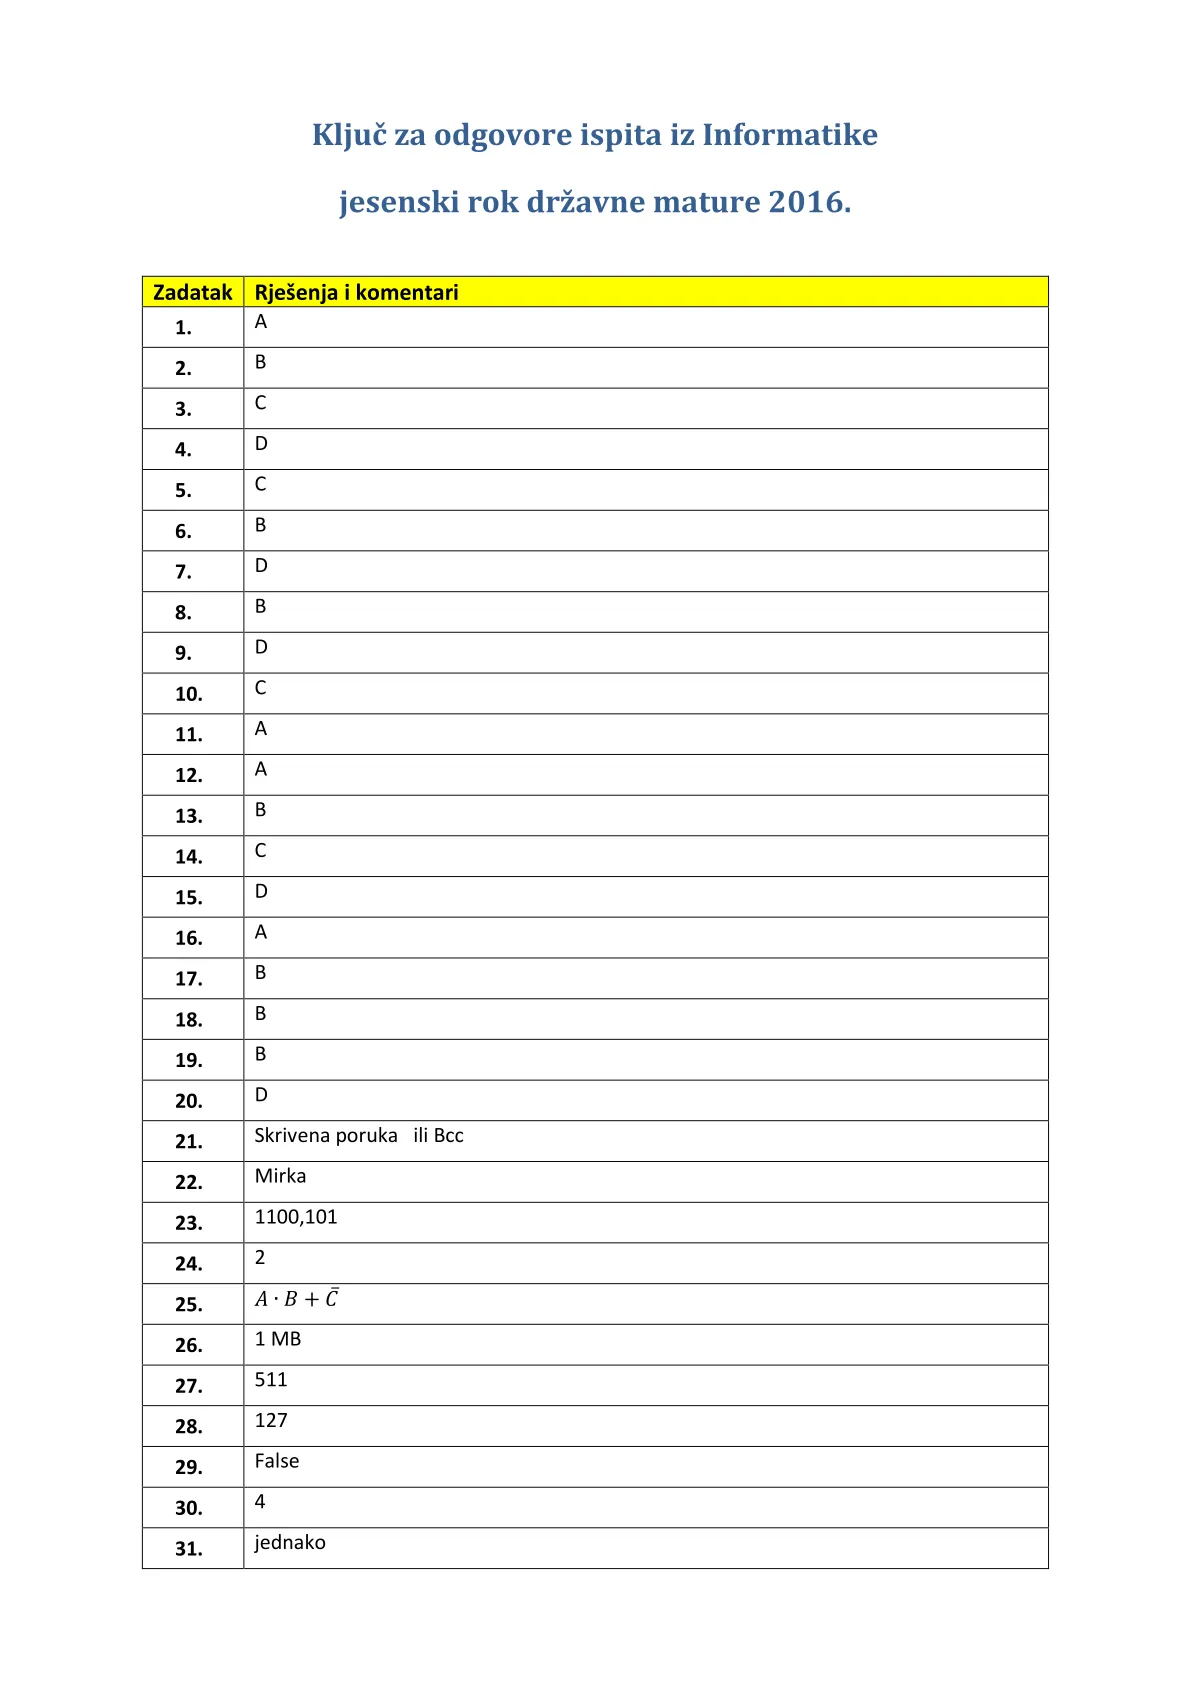 Ključ za odgovore ispita iz Informatike
jesenski rok državne mature 2016.
Zadatak Rješenja i komentari
1. A
2. B
3. C
4. D
5. C
6. B
7. D
8. B
9. D
10. C
11. A
12. A
13. B
14. C
15. D
16. A
17. B
18. B
19. B
20. D
21. Skrivena poruka ili Bcc
22. Mirka
23. 1100,101
24. 2
25. A · B + C̄
26. 1 MB
27. 511
28. 127
29. False
30. 4
31. jednako